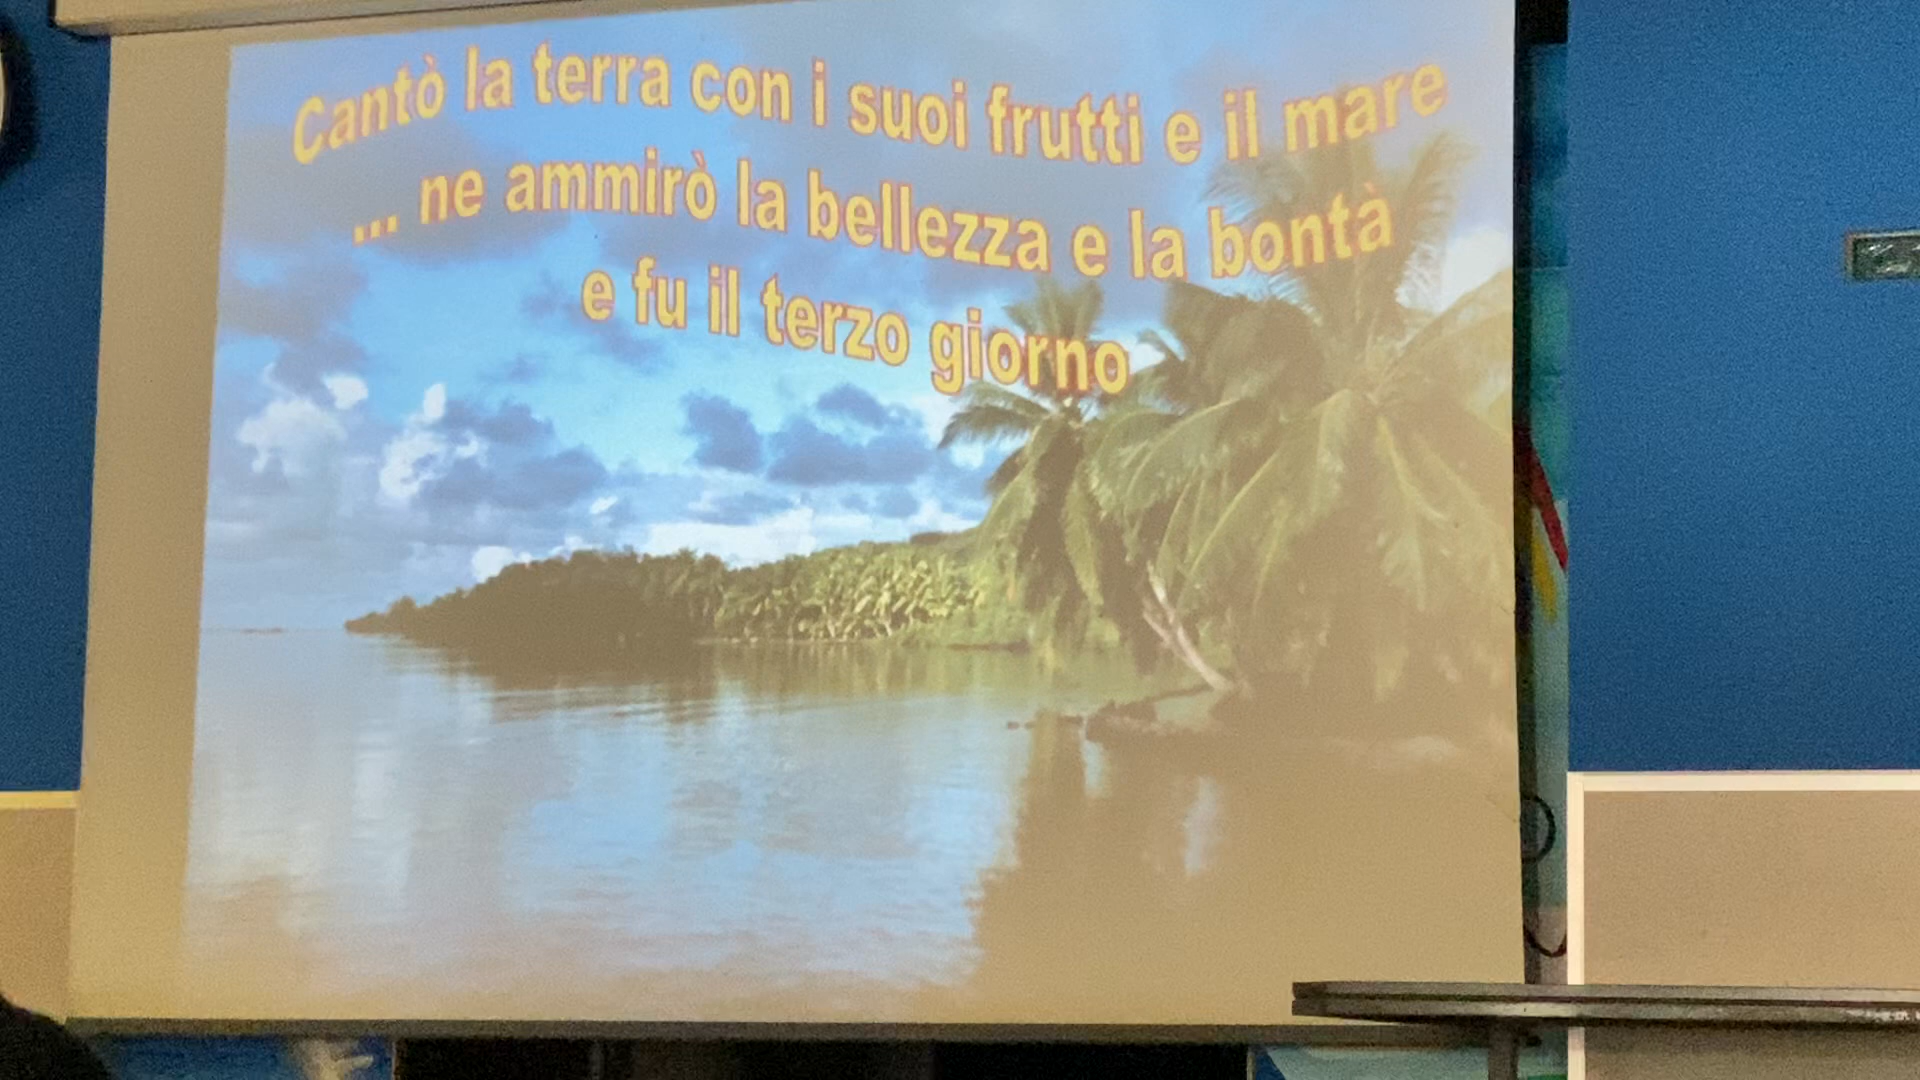 Cantò la terra con i suoi frutti e il mare
... ne ammirò la bellezza e la bontà
e fu il terzo giorno